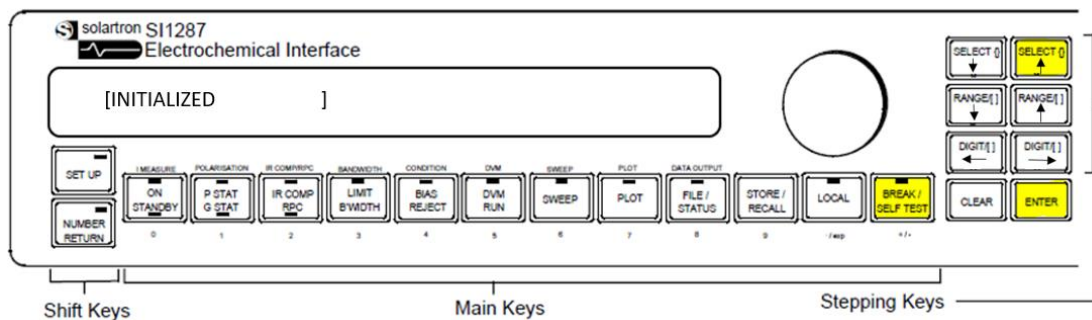 solartron SI1287
Electrochemical Interface
[INITIALIZED ]
SELECT {}
SELECT {}
RANGE/[ ]
RANGE/[ ]
DIGIT/[ ]
DIGIT/[ ]
SET UP
NUMBER
RETURN
I MEASURE POLARISATION IR COMP/RPC BANDWIDTH CONDITION DVM SWEEP PLOT DATA OUTPUT
ON
STANDBY
P STAT
G STAT
IR COMP
RPC
LIMIT
B'WIDTH
BIAS
REJECT
DVM
RUN
SWEEP
PLOT
FILE /
STATUS
STORE /
RECALL
LOCAL
BREAK /
SELF TEST
CLEAR
ENTER
0 1 2 3 4 5 6 7 8 9 +/-
Shift Keys
Main Keys
Stepping Keys